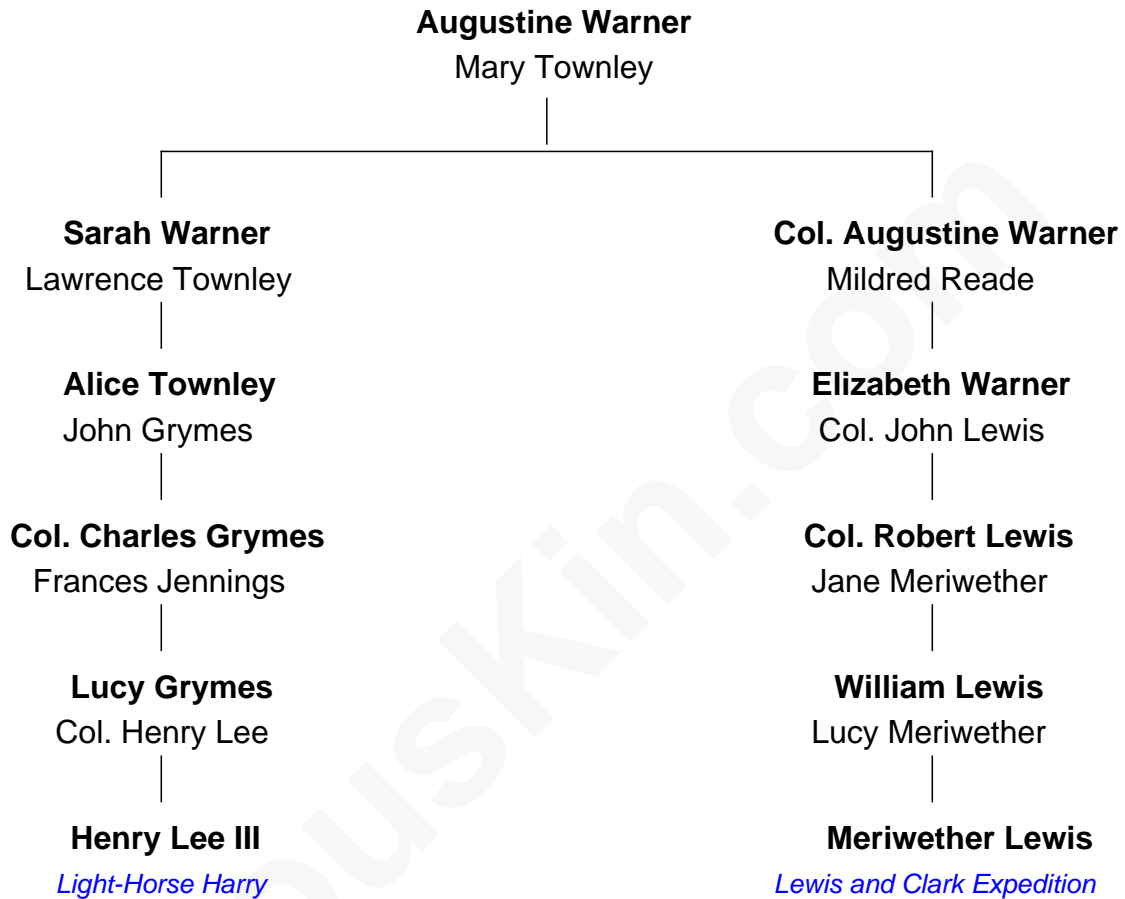 Augustine Warner
Mary Townley
Sarah Warner
Lawrence Townley
Col. Augustine Warner
Mildred Reade
Alice Townley
John Grymes
Elizabeth Warner
Col. John Lewis
Col. Charles Grymes
Frances Jennings
Col. Robert Lewis
Jane Meriwether
Lucy Grymes
Col. Henry Lee
William Lewis
Lucy Meriwether
Henry Lee III
Light-Horse Harry
Meriwether Lewis
Lewis and Clark Expedition
ouskin.com